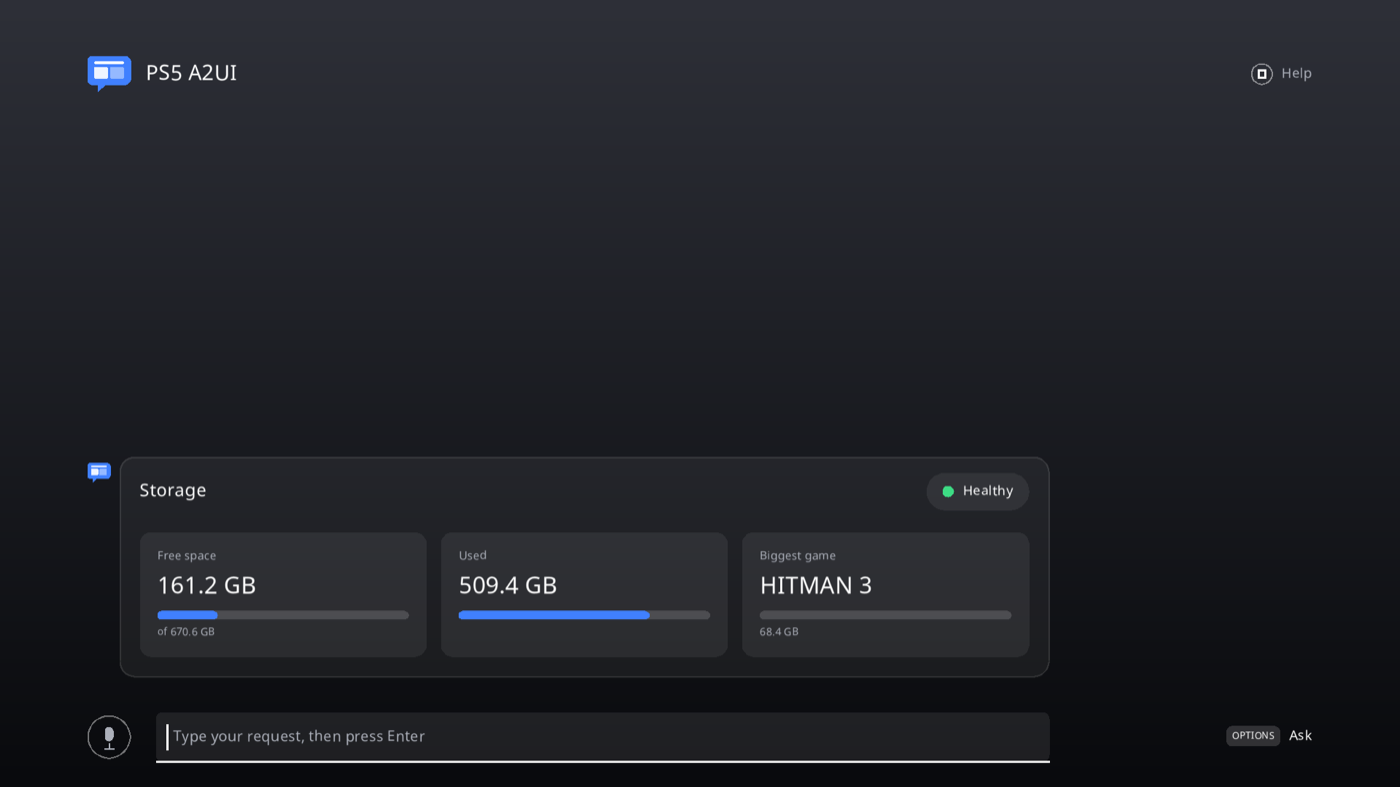 PS5 A2UI
Help
Storage
Healthy
Free space
161.2 GB
of 670.6 GB
Used
509.4 GB
Biggest game
HITMAN 3
68.4 GB
Type your request, then press Enter
OPTIONS Ask